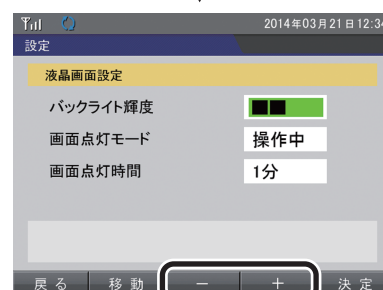 2014年03月21日12:34
設定
液晶画面設定
バックライト輝度
画面点灯モード 操作中
画面点灯時間 1分
戻る 移動 － ＋ 決定